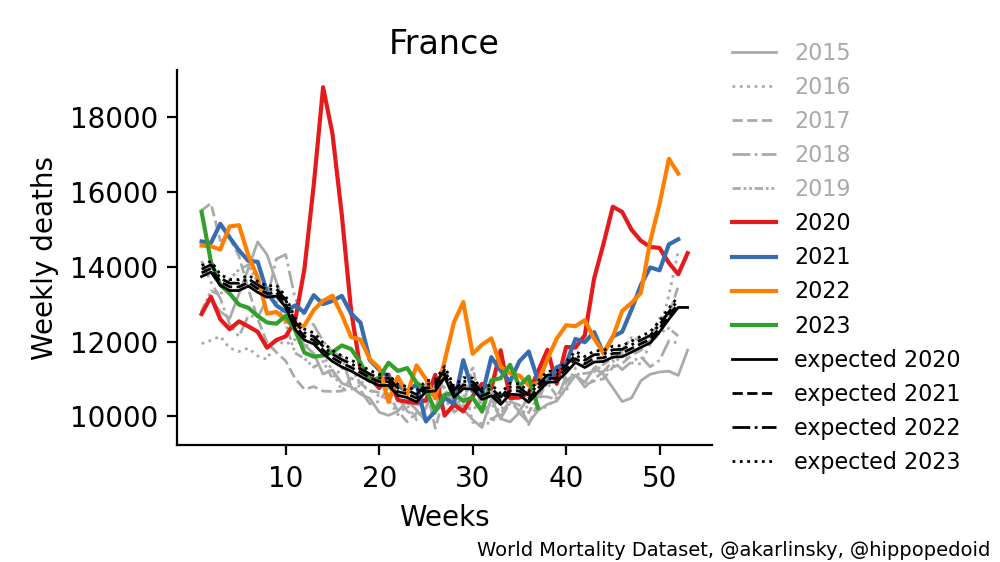 France
Weekly deaths
18000
16000
14000
12000
10000
10 20 30 40 50
Weeks
2015
2016
2017
2018
2019
2020
2021
2022
2023
expected 2020
expected 2021
expected 2022
expected 2023
World Mortality Dataset, @akarlinsky, @hippopedoid